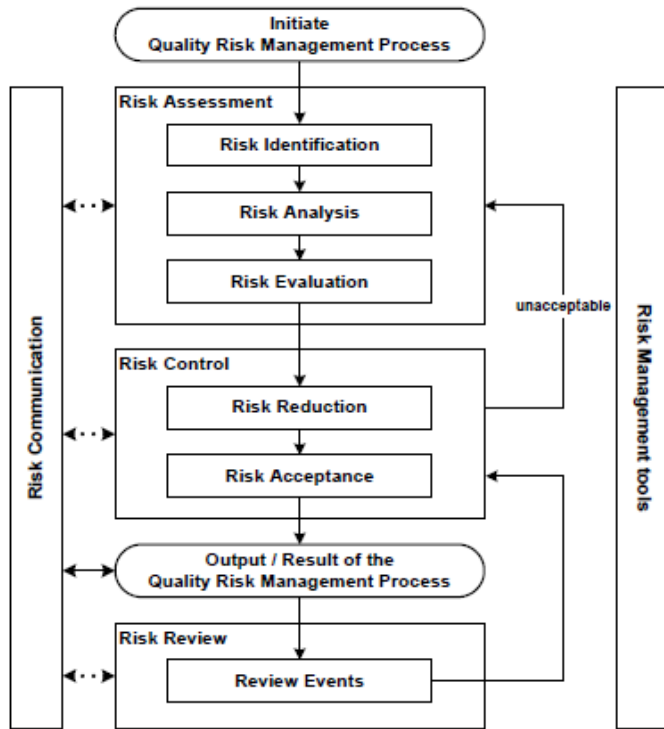 Initiate
Quality Risk Management Process
Risk Assessment
Risk Identification
Risk Analysis
Risk Evaluation
unacceptable
Risk Communication
Risk Management tools
Risk Control
Risk Reduction
Risk Acceptance
Output / Result of the
Quality Risk Management Process
Risk Review
Review Events